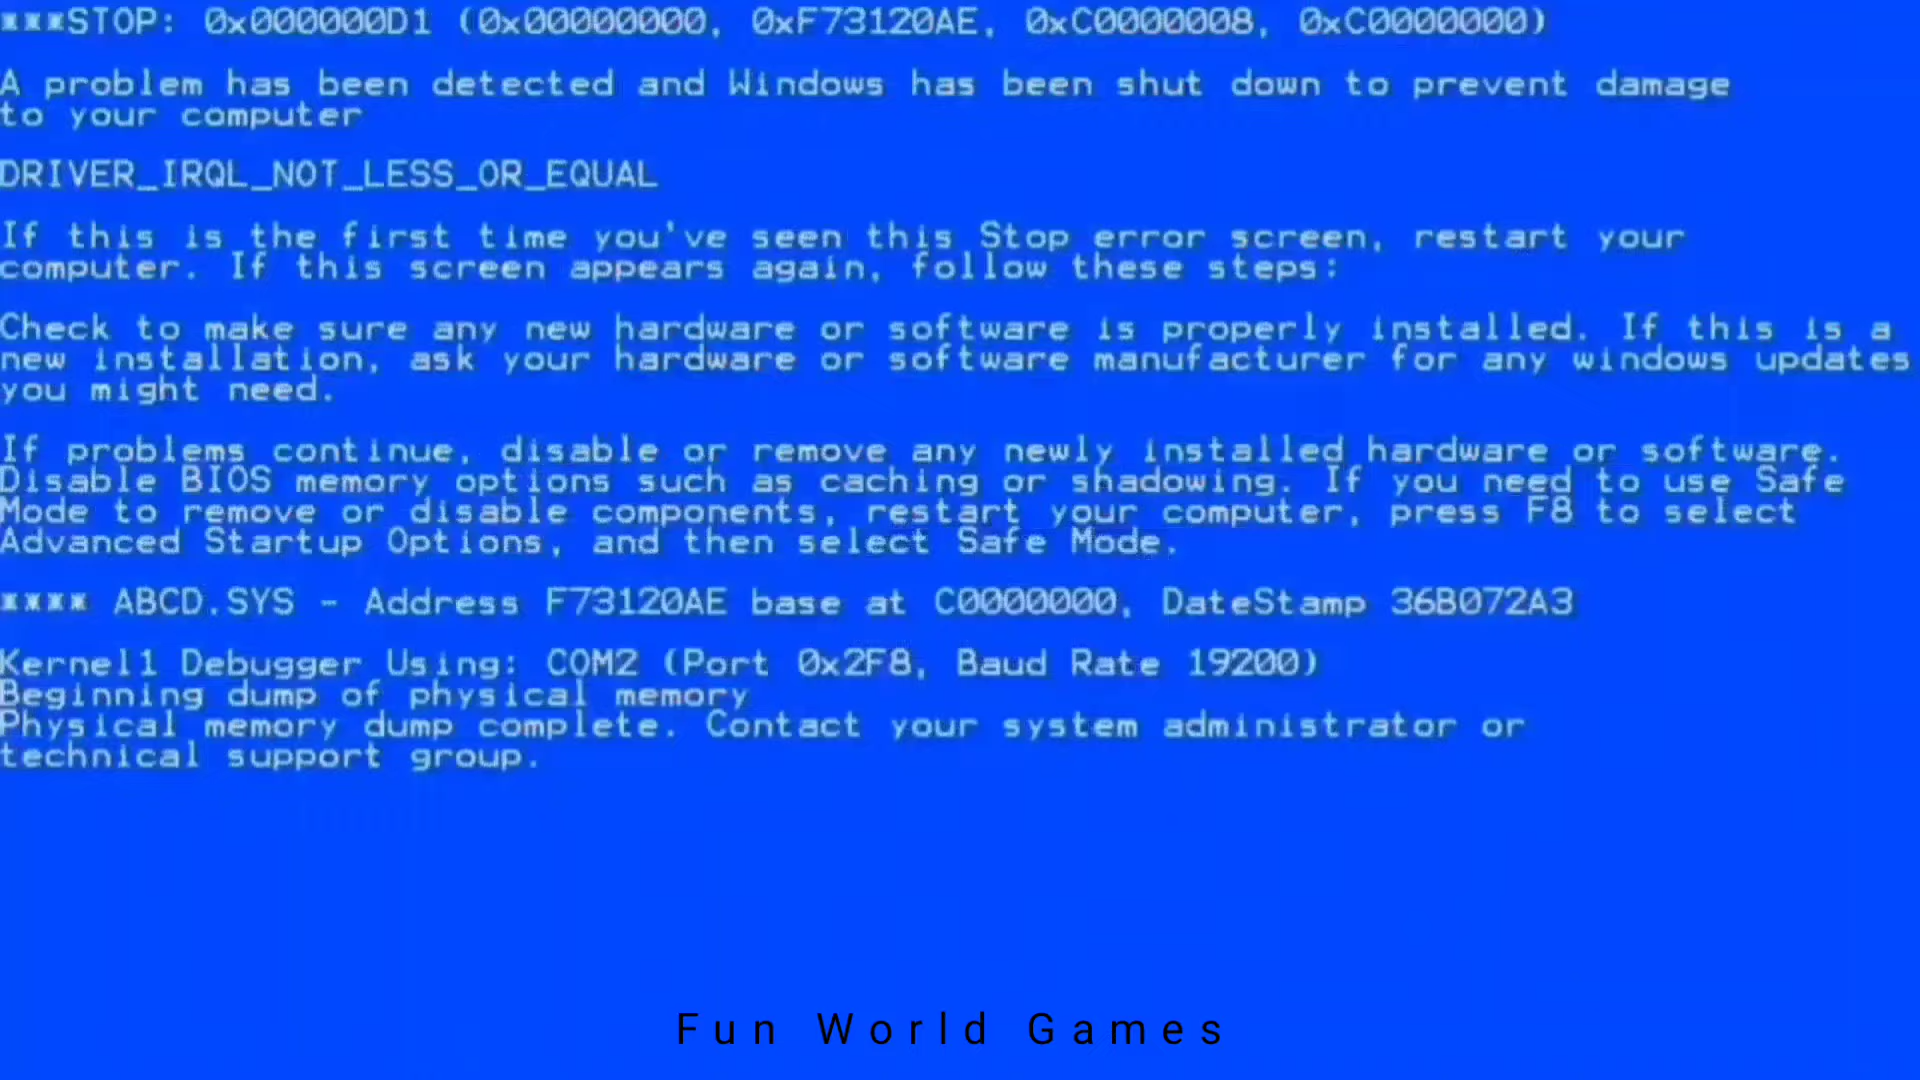 ***STOP: 0x000000D1 (0x00000000, 0xF73120AE, 0xC0000008, 0xC0000000)
A problem has been detected and Windows has been shut down to prevent damage
to your computer
DRIVER_IRQL_NOT_LESS_OR_EQUAL
If this is the first time you've seen this Stop error screen, restart your
computer. If this screen appears again, follow these steps:
Check to make sure any new hardware or software is properly installed. If this is a
new installation, ask your hardware or software manufacturer for any windows updates
you might need.
If problems continue, disable or remove any newly installed hardware or software.
Disable BIOS memory options such as caching or shadowing. If you need to use Safe
Mode to remove or disable components, restart your computer, press F8 to select
Advanced Startup Options, and then select Safe Mode.
**** ABCD.SYS - Address F73120AE base at C0000000, DateStamp 36B072A3
Kernel1 Debugger Using: COM2 (Port 0x2F8, Baud Rate 19200)
Beginning dump of physical memory
Physical memory dump complete. Contact your system administrator or
technical support group.
Fun World Games